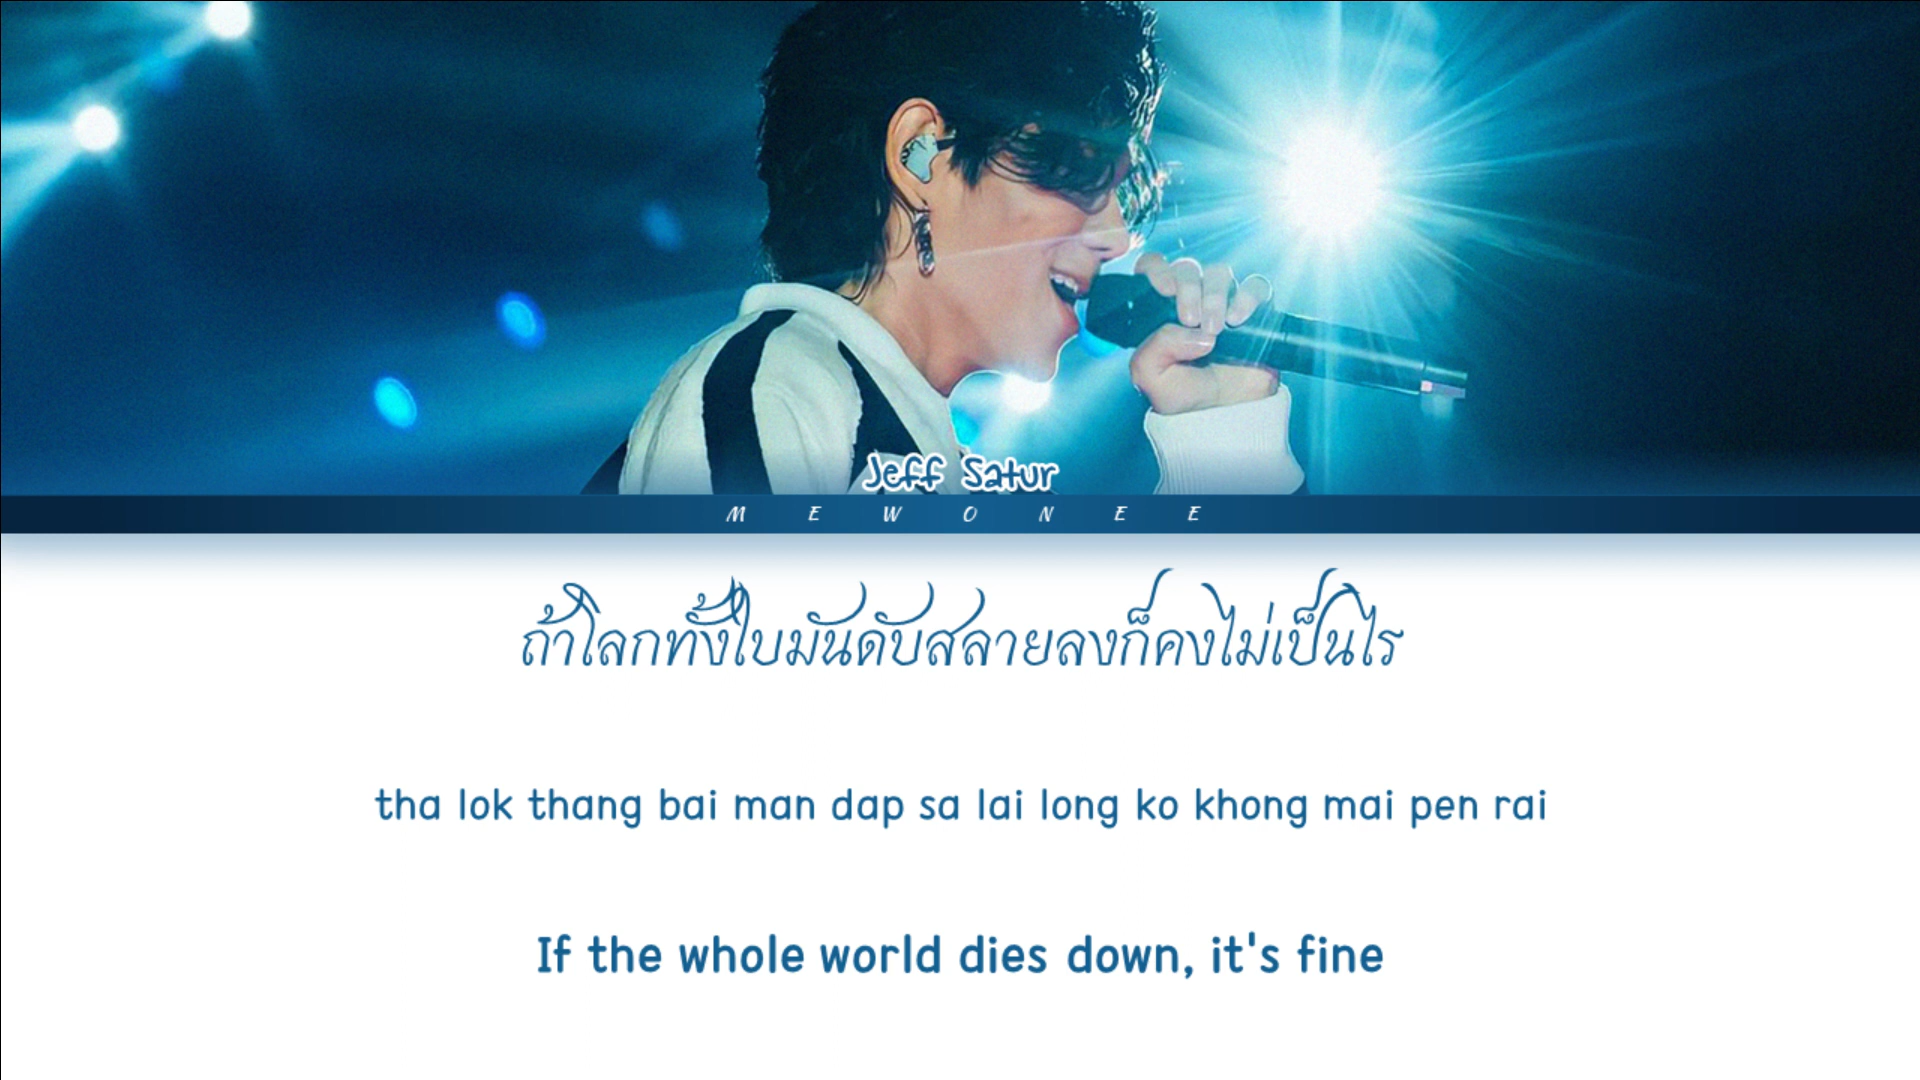 Jeff Satur
MEWONEE
ถ้าโลกทั้งใบมันดับสลายลงก็คงไม่เป็นไร
tha lok thang bai man dap sa lai long ko khong mai pen rai
If the whole world dies down, it's fine